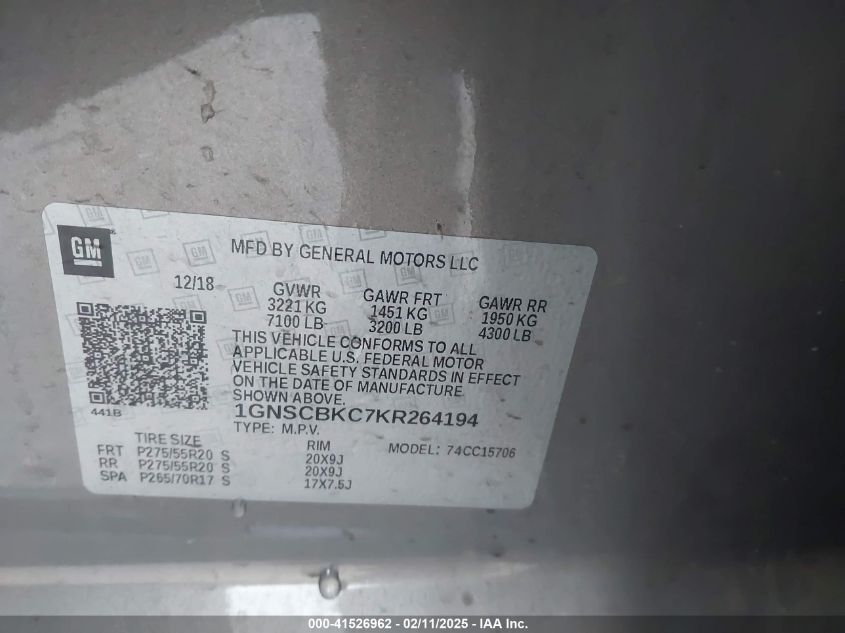 GM
MFD BY GENERAL MOTORS LLC
12/18
GVWR GAWR FRT GAWR RR
3221 KG 1451 KG 1950 KG
7100 LB 3200 LB 4300 LB
THIS VEHICLE CONFORMS TO ALL
APPLICABLE U.S. FEDERAL MOTOR
VEHICLE SAFETY STANDARDS IN EFFECT
ON THE DATE OF MANUFACTURE
SHOWN ABOVE.
441B
1GNSCBKC7KR264194
TYPE: M.P.V. MODEL: 74CC15706
TIRE SIZE RIM
FRT P275/55R20 S 20X9J
RR P275/55R20 S 20X9J
SPA P265/70R17 S 17X7.5J
000-41526962 - 02/11/2025 - IAA Inc.